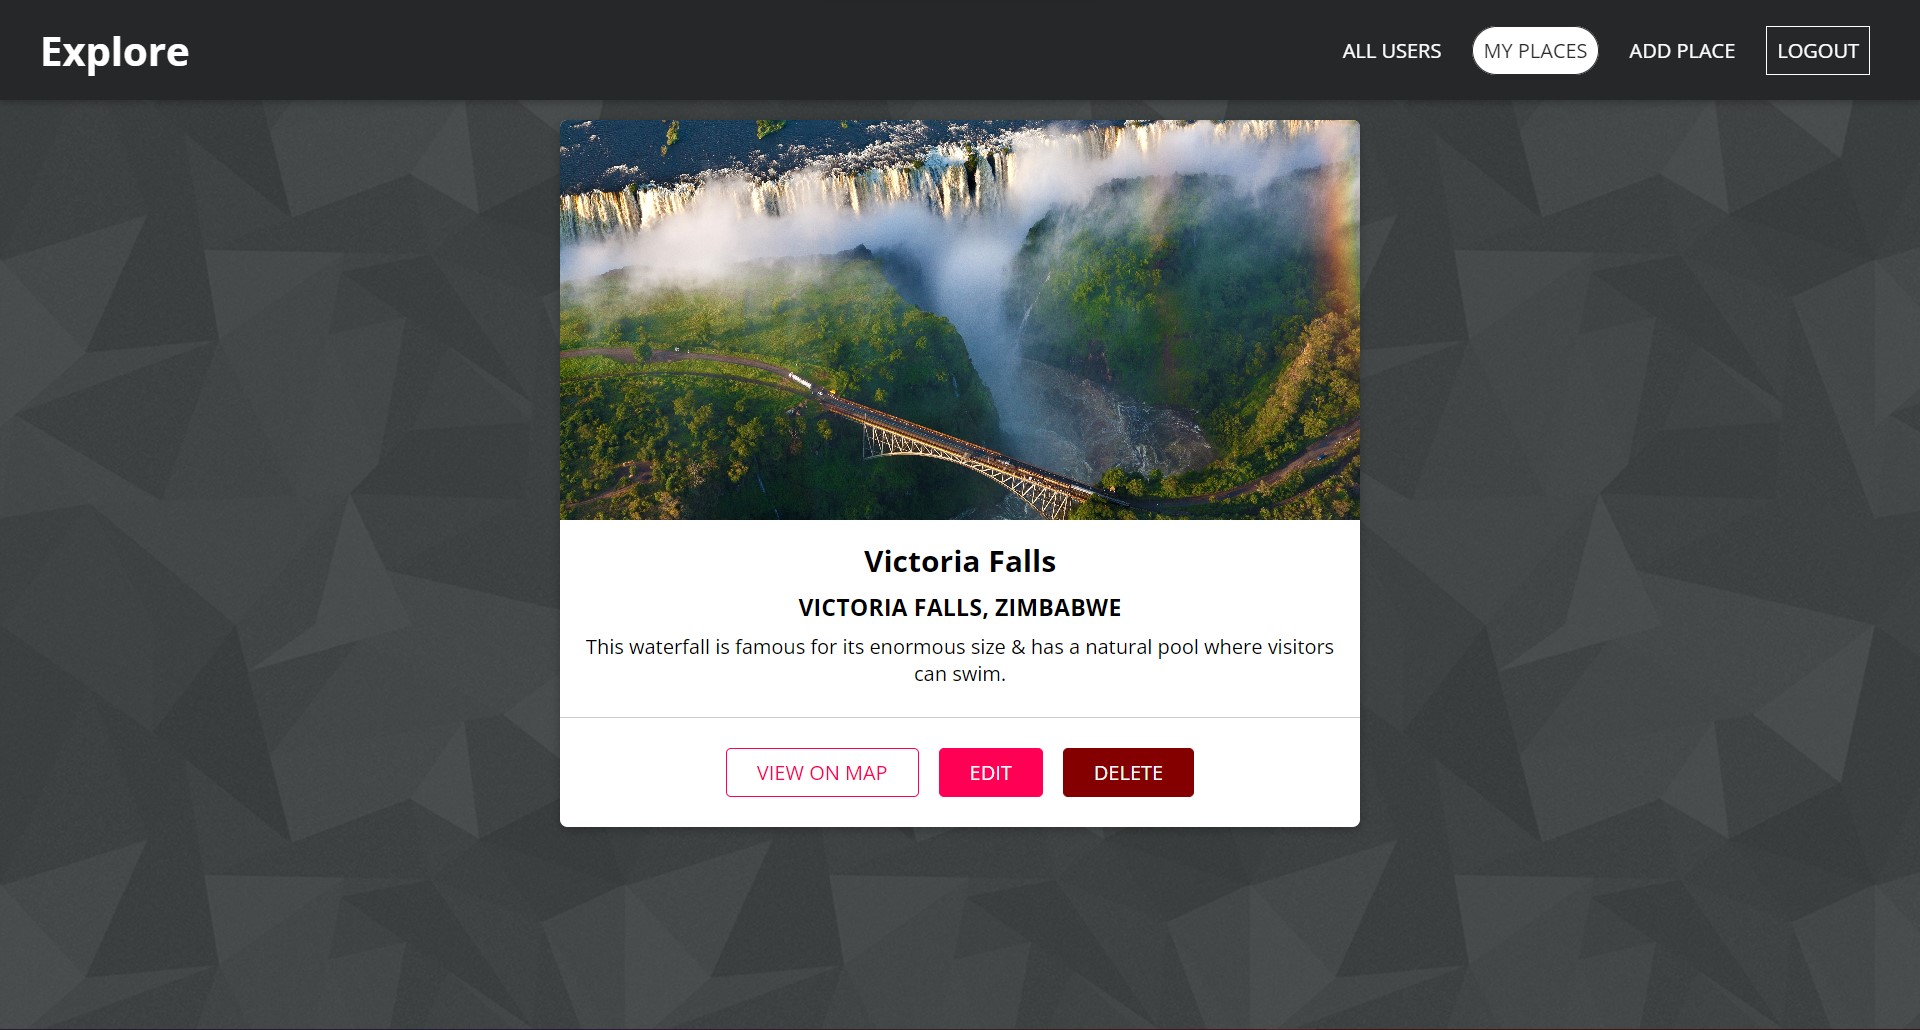 Explore
ALL USERS
MY PLACES
ADD PLACE
LOGOUT
Victoria Falls
VICTORIA FALLS, ZIMBABWE
This waterfall is famous for its enormous size & has a natural pool where visitors
can swim.
VIEW ON MAP
EDIT
DELETE